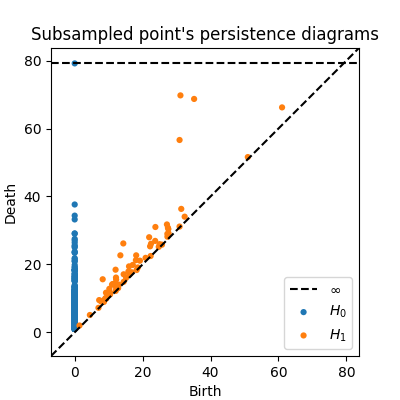 Subsampled point's persistence diagrams
80
60
40
20
0
Death
0 20 40 60 80
Birth
∞
H₀
H₁